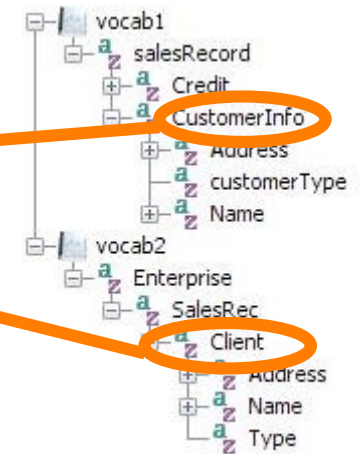 vocab1
salesRecord
Credit
CustomerInfo
Address
customerType
Name
vocab2
Enterprise
SalesRec
Client
Address
Name
Type